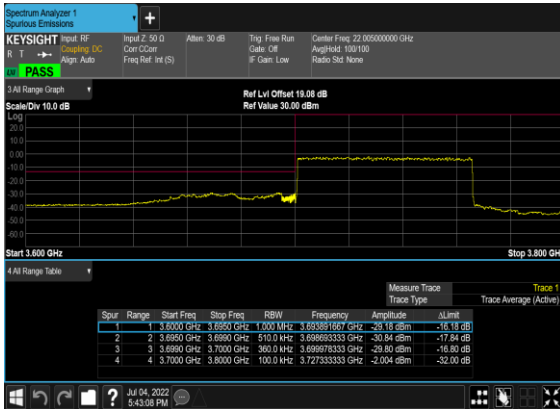 Spectrum Analyzer 1
Spurious Emissions
+
KEYSIGHT Input: RF Input Z: 50 Ω Atten: 30 dB Trig: Free Run Center Freq: 22.005000000 GHz
R T Coupling: DC Corr CCorr Gate: Off Avg|Hold: 100/100
Align: Auto Freq Ref: Int (S) IF Gain: Low Radio Std: None
PASS
3 All Range Graph
Ref Lvl Offset 19.08 dB
Scale/Div 10.0 dB Ref Value 30.00 dBm
Log
20.0
10.0
0.00
-10.0
-20.0
-30.0
-40.0
-50.0
-60.0
Start 3.600 GHz Stop 3.800 GH
4 All Range Table
Measure Trace Trace 1
Trace Type Trace Average (Active)
Spur Range Start Freq Stop Freq RBW Frequency Amplitude ΔLimit
1 1 3.6000 GHz 3.6950 GHz 1.000 MHz 3.693891667 GHz -29.18 dBm -16.18 dB
2 2 3.6950 GHz 3.6990 GHz 510.0 kHz 3.698693333 GHz -30.84 dBm -17.84 dB
3 3 3.6990 GHz 3.7000 GHz 360.0 kHz 3.699978333 GHz -29.80 dBm -16.80 dB
4 4 3.7000 GHz 3.8000 GHz 100.0 kHz 3.727333333 GHz -2.004 dBm -32.00 dB
? Jul 04, 2022
5:43:08 PM